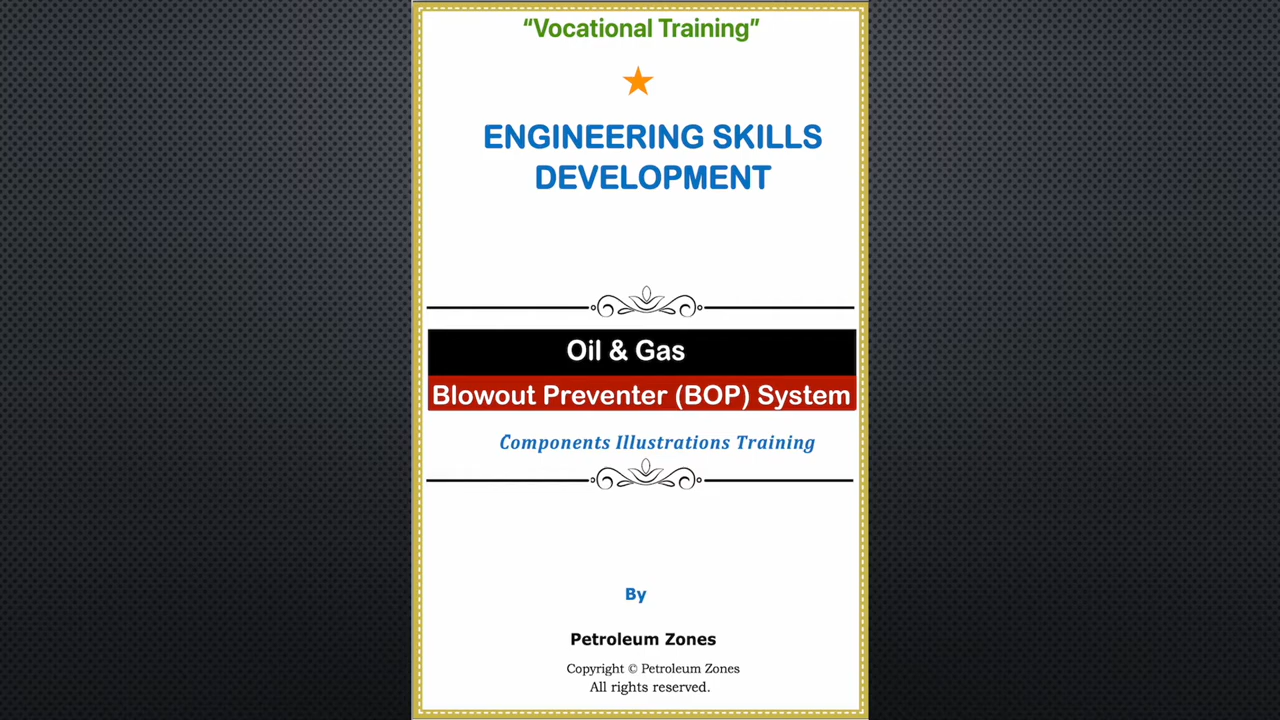 “Vocational Training”
ENGINEERING SKILLS
DEVELOPMENT
Oil & Gas
Blowout Preventer (BOP) System
Components Illustrations Training
By
Petroleum Zones
Copyright © Petroleum Zones
All rights reserved.